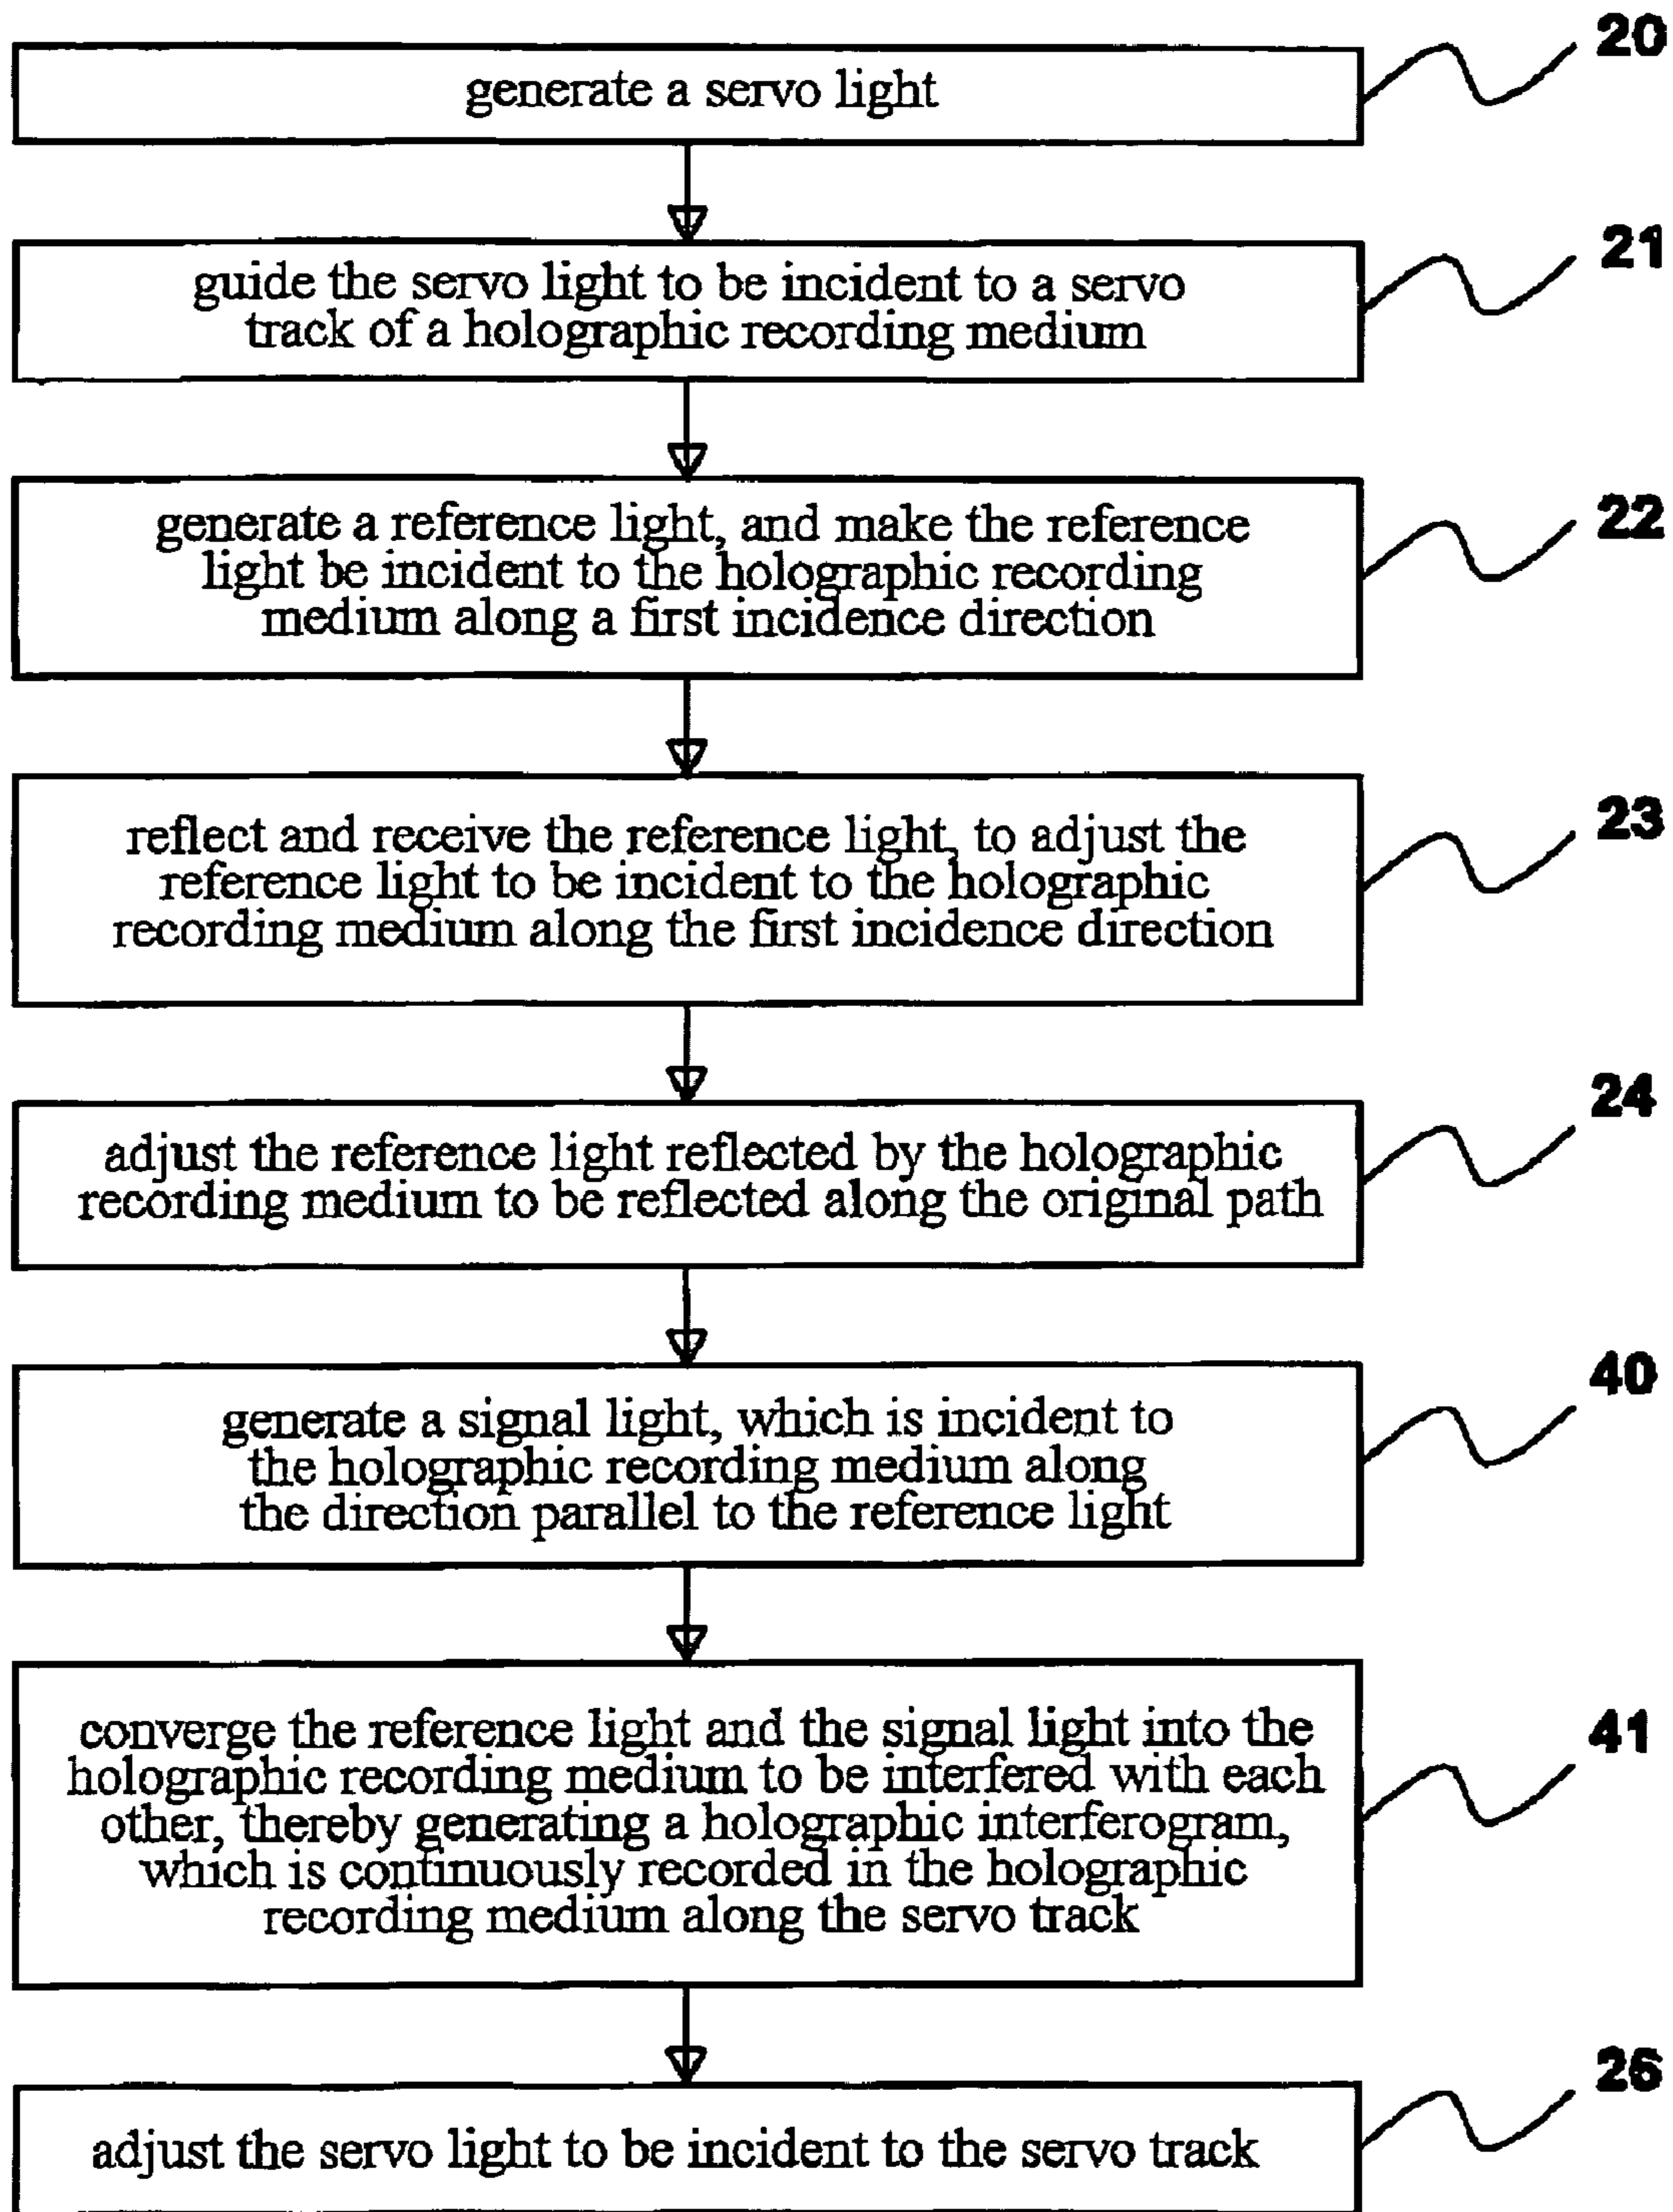 generate a servo light
20
guide the servo light to be incident to a servo
track of a holographic recording medium
21
generate a reference light, and make the reference
light be incident to the holographic recording
medium along a first incidence direction
22
reflect and receive the reference light, to adjust the
reference light to be incident to the holographic
recording medium along the first incidence direction
23
adjust the reference light reflected by the holographic
recording medium to be reflected along the original path
24
generate a signal light, which is incident to
the holographic recording medium along
the direction parallel to the reference light
40
converge the reference light and the signal light into the
holographic recording medium to be interfered with each
other, thereby generating a holographic interferogram,
which is continuously recorded in the holographic
recording medium along the servo track
41
adjust the servo light to be incident to the servo track
26